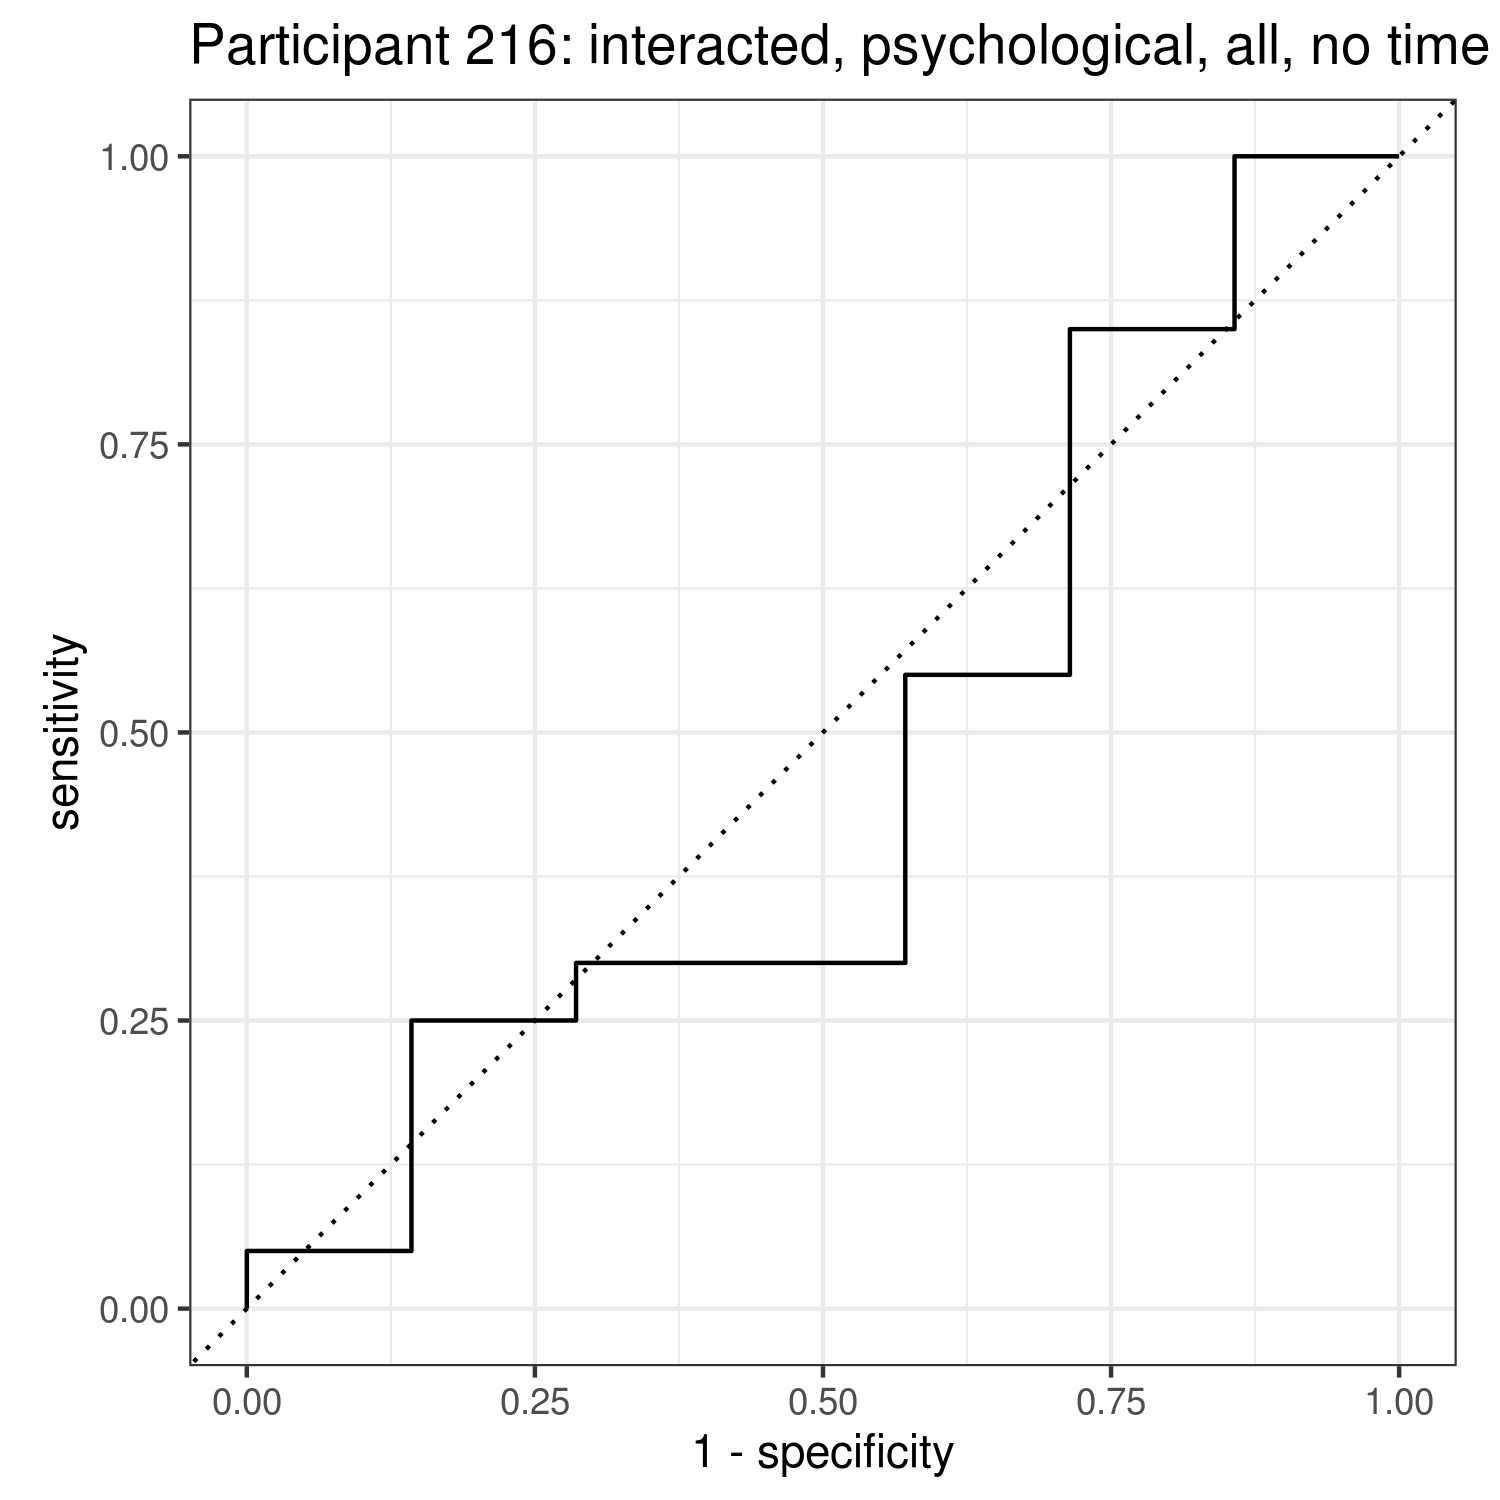 Participant 216: interacted, psychological, all, no time
1.00
0.75
0.50
0.25
0.00
sensitivity
0.00 0.25 0.50 0.75 1.00
1 - specificity